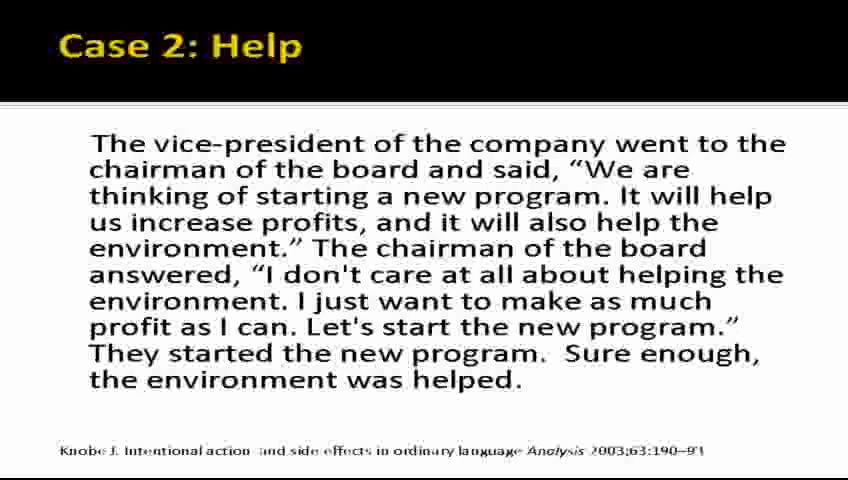 Case 2: Help
The vice-president of the company went to the
chairman of the board and said, “We are
thinking of starting a new program. It will help
us increase profits, and it will also help the
environment.” The chairman of the board
answered, “I don't care at all about helping the
environment. I just want to make as much
profit as I can. Let's start the new program.”
They started the new program.  Sure enough,
the environment was helped.
Knobe J. Intentional action and side effects in ordinary language Analysis 2003;63:190–